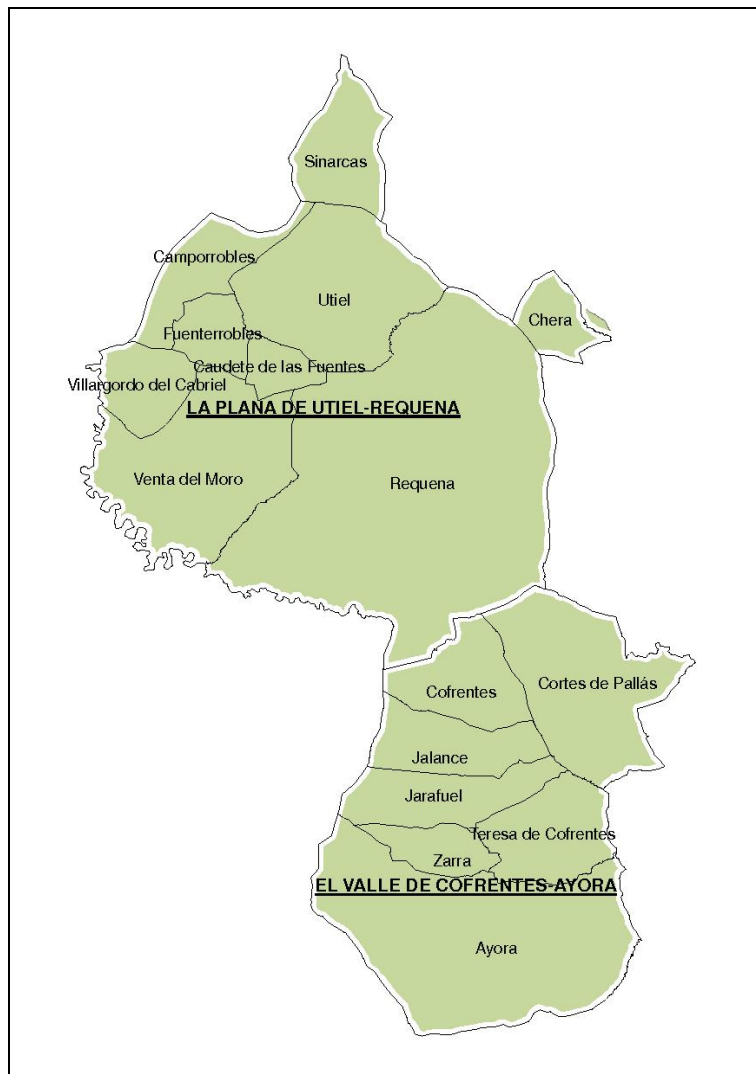 Sinarcas
Camporrobles
Utiel
Chera
Fuenterrobles
Caudete de las Fuentes
Villargordo del Cabriel
LA PLANA DE UTIEL-REQUENA
Venta del Moro
Requena
Cortes de Pallás
Cofrentes
Jalance
Jarafuel
Teresa de Cofrentes
Zarra
EL VALLE DE COFRENTES-AYORA
Ayora